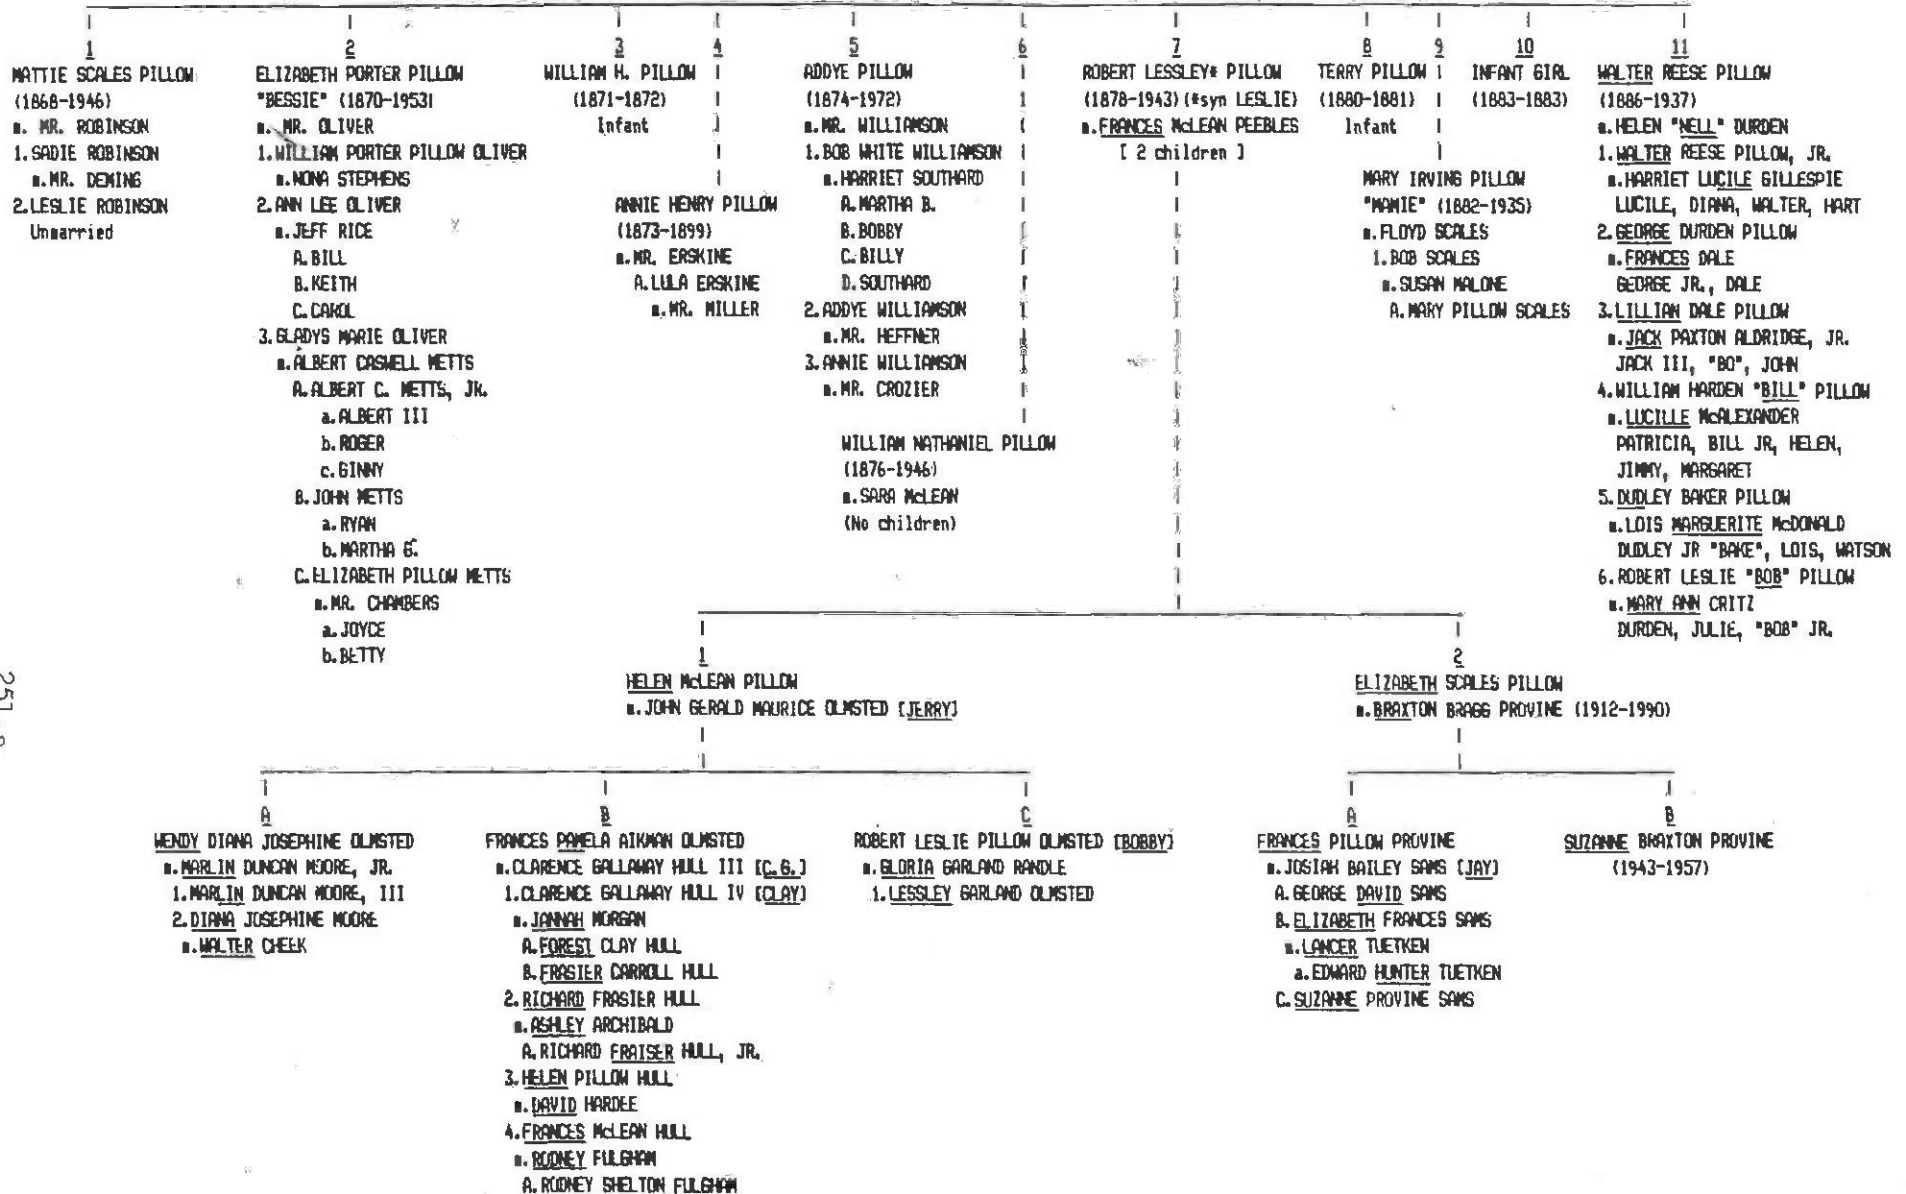 1
MATTIE SCALES PILLOW
(1868-1946)
m. MR. ROBINSON
1. SADIE ROBINSON
m. MR. DEMING
2. LESLIE ROBINSON
Unmarried
2
ELIZABETH PORTER PILLOW
"BESSIE" (1870-1953)
m. MR. OLIVER
1. WILLIAM PORTER PILLOW OLIVER
m. NONA STEPHENS
2. ANN LEE OLIVER
m. JEFF RICE
A. BILL
B. KEITH
C. CAROL
3. GLADYS MARIE OLIVER
m. ALBERT CASWELL METTS
A. ALBERT C. METTS, JR.
a. ALBERT III
b. ROGER
c. GINNY
B. JOHN METTS
a. RYAN
b. MARTHA G.
C. ELIZABETH PILLOW METTS
m. MR. CHAMBERS
a. JOYCE
b. BETTY
3
WILLIAM H. PILLOW
(1871-1872)
Infant
4
ANNIE HENRY PILLOW
(1873-1899)
m. MR. ERSKINE
A. LULA ERSKINE
m. MR. MILLER
5
ADDYE PILLOW
(1874-1972)
m. MR. WILLIAMSON
1. BOB WHITE WILLIAMSON
m. HARRIET SOUTHARD
A. MARTHA B.
B. BOBBY
C. BILLY
D. SOUTHARD
2. ADDYE WILLIAMSON
m. MR. HEFFNER
3. ANNIE WILLIAMSON
m. MR. CROZIER
6
WILLIAM NATHANIEL PILLOW
(1876-1946)
m. SARA McLEAN
(No children)
7
ROBERT LESSLEY* PILLOW
(1878-1943) (*syn LESLIE)
m. FRANCES McLEAN PEEBLES
[ 2 children ]
8
TERRY PILLOW
(1880-1881)
Infant
9
MARY IRVING PILLOW
"MAMIE" (1882-1935)
m. FLOYD SCALES
1. BOB SCALES
m. SUSAN MALONE
A. MARY PILLOW SCALES
10
INFANT GIRL
(1883-1883)
11
WALTER REESE PILLOW
(1886-1937)
m. HELEN "NELL" DURDEN
1. WALTER REESE PILLOW, JR.
m. HARRIET LUCILE GILLESPIE
LUCILE, DIANA, WALTER, HART
2. GEORGE DURDEN PILLOW
m. FRANCES DALE
GEORGE JR., DALE
3. LILLIAN DALE PILLOW
m. JACK PAXTON ALDRIDGE, JR.
JACK III, "BO", JOHN
4. WILLIAM HARDEN "BILL" PILLOW
m. LUCILLE McALEXANDER
PATRICIA, BILL JR, HELEN,
JIMMY, MARGARET
5. DUDLEY BAKER PILLOW
m. LOIS MARGUERITE McDONALD
DUDLEY JR "BAKE", LOIS, WATSON
6. ROBERT LESLIE "BOB" PILLOW
m. MARY ANN CRITZ
DURDEN, JULIE, "BOB" JR.
1
HELEN McLEAN PILLOW
m. JOHN GERALD MAURICE OLMSTED [JERRY]
2
ELIZABETH SCALES PILLOW
m. BRAXTON BRAGG PROVINE (1912-1990)
A
WENDY DIANA JOSEPHINE OLMSTED
m. MARLIN DUNCAN MOORE, JR.
1. MARLIN DUNCAN MOORE, III
2. DIANA JOSEPHINE MOORE
m. WALTER CHEEK
B
FRANCES PAMELA AIKMAN OLMSTED
m. CLARENCE GALLAWAY HULL III [C.G.]
1. CLARENCE GALLAWAY HULL IV [CLAY]
m. JANNAH MORGAN
A. FOREST CLAY HULL
B. FRASIER CARROLL HULL
2. RICHARD FRASIER HULL
m. ASHLEY ARCHIBALD
A. RICHARD FRAISER HULL, JR.
3. HELEN PILLOW HULL
m. DAVID HARDEE
4. FRANCES McLEAN HULL
m. RODNEY FULGHAM
A. RODNEY SHELTON FULGHAM
C
ROBERT LESLIE PILLOW OLMSTED [BOBBY]
m. GLORIA GARLAND RANDLE
1. LESSLEY GARLAND OLMSTED
A
FRANCES PILLOW PROVINE
m. JOSIAH BAILEY SAMS [JAY]
A. GEORGE DAVID SAMS
B. ELIZABETH FRANCES SAMS
m. LANCER TUETKEN
a. EDWARD HUNTER TUETKEN
C. SUZANNE PROVINE SAMS
B
SUZANNE BRAXTON PROVINE
(1943-1957)
251